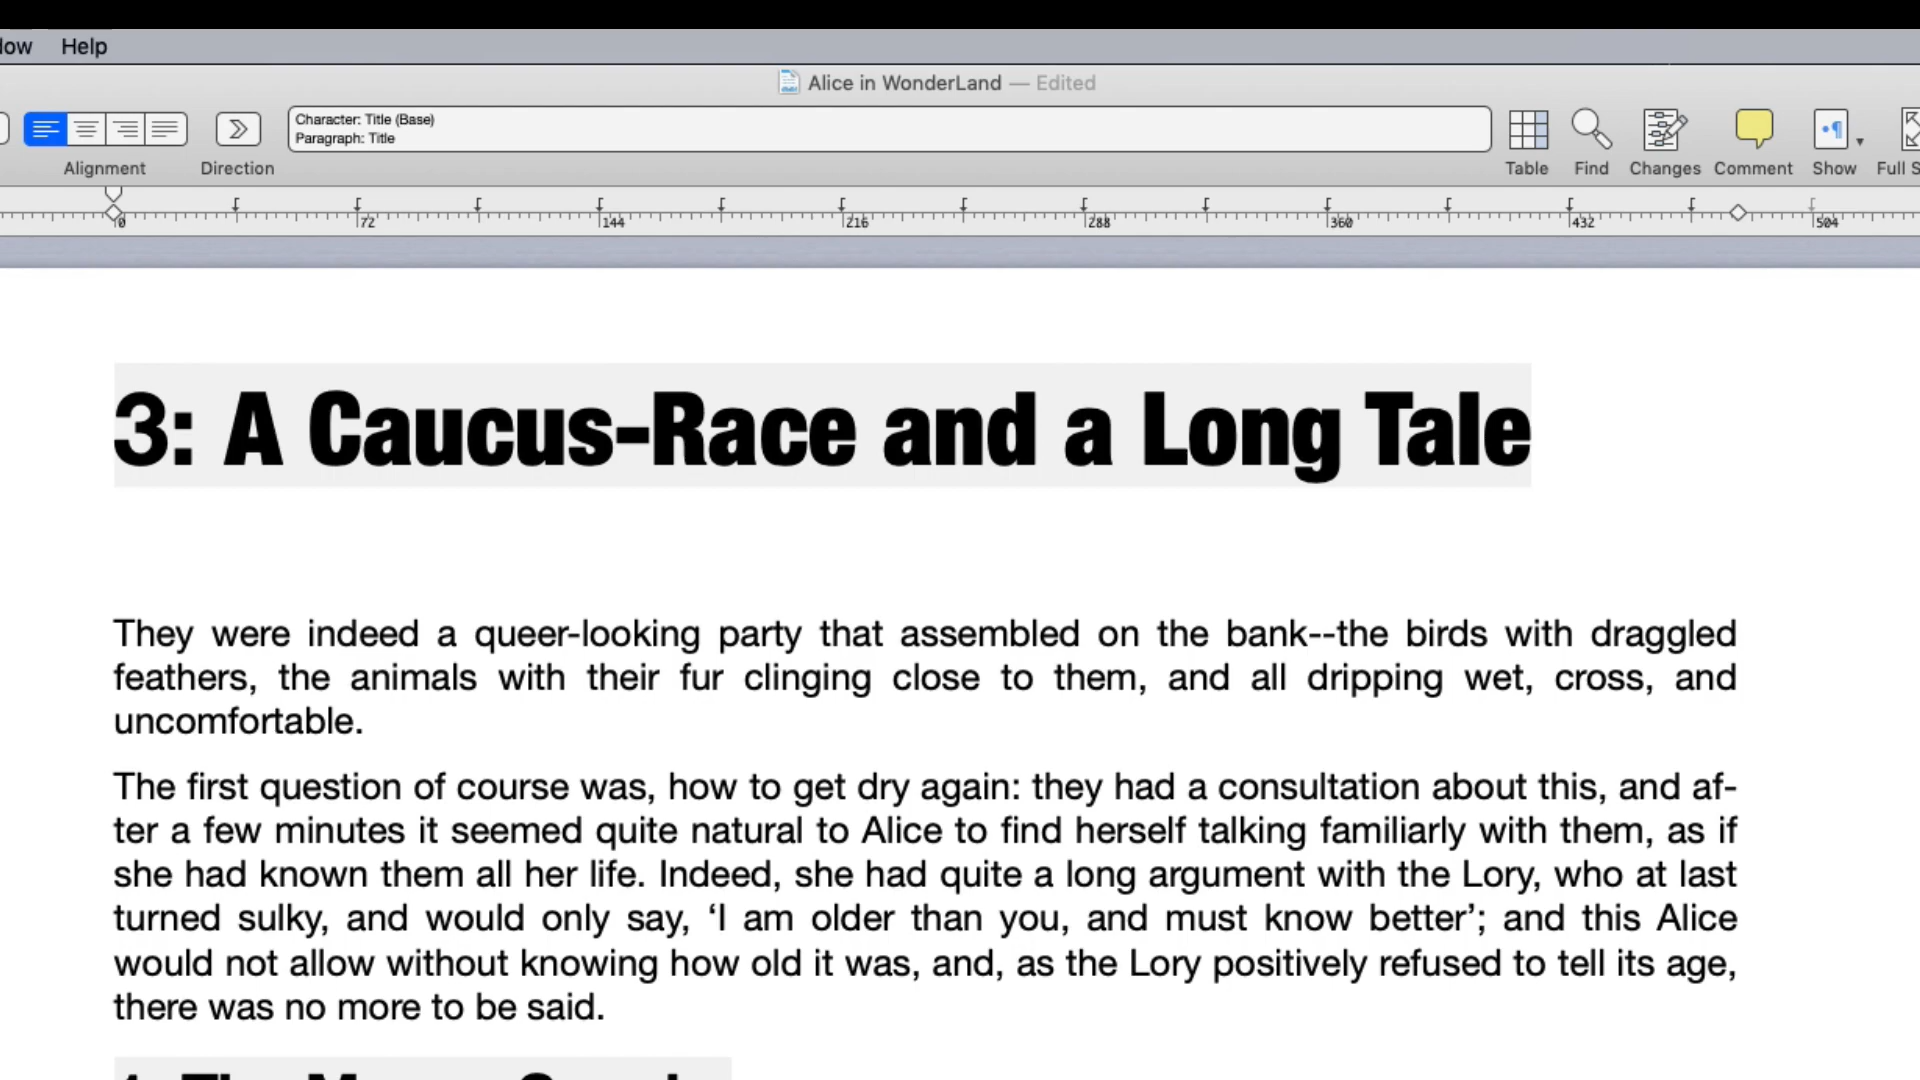 Help
Alice in WonderLand — Edited
Character: Title (Base)
Paragraph: Title
Alignment
Direction
Table
Find
Changes
Comment
Show
Full
0 72 144 216 288 360 432 504
3: A Caucus-Race and a Long Tale
They were indeed a queer-looking party that assembled on the bank--the birds with draggled
feathers, the animals with their fur clinging close to them, and all dripping wet, cross, and
uncomfortable.
The first question of course was, how to get dry again: they had a consultation about this, and af-
ter a few minutes it seemed quite natural to Alice to find herself talking familiarly with them, as if
she had known them all her life. Indeed, she had quite a long argument with the Lory, who at last
turned sulky, and would only say, ‘I am older than you, and must know better’; and this Alice
would not allow without knowing how old it was, and, as the Lory positively refused to tell its age,
there was no more to be said.